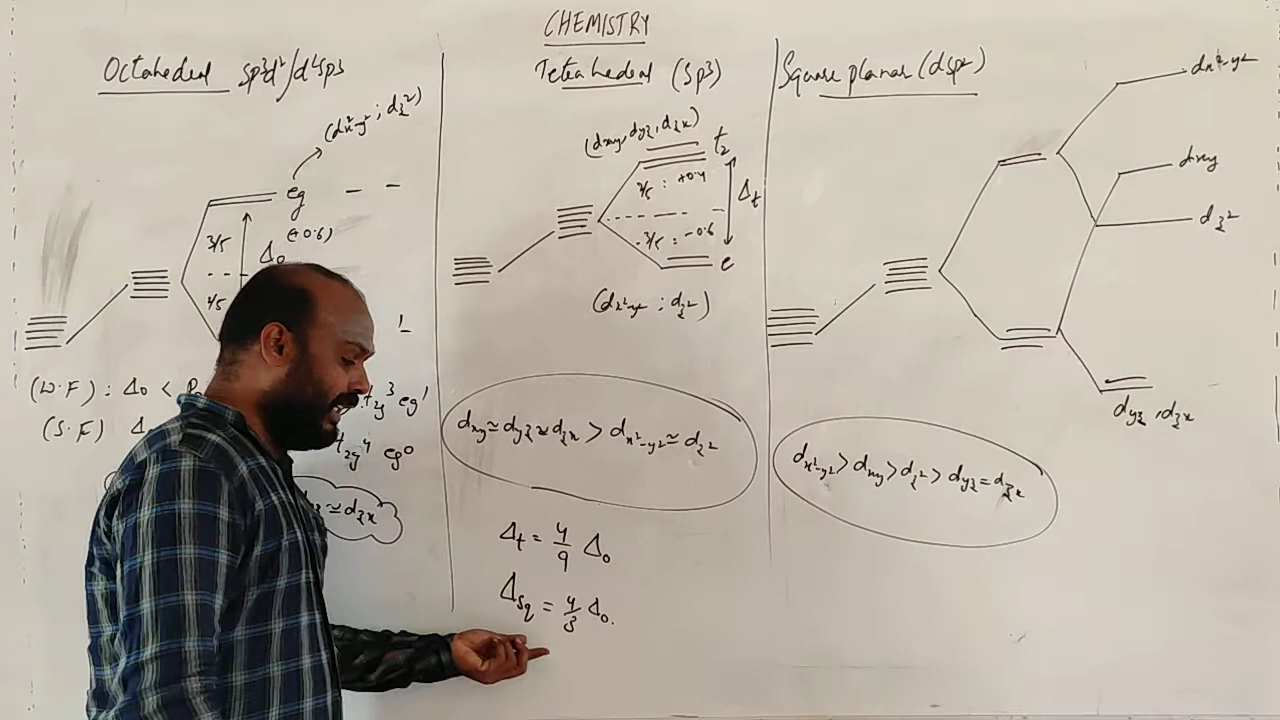 CHEMISTRY
Octahedral sp³d²/d²sp³
(dx²-y² ; dz²)
eg
(+0.6)
3/5
Δo
2/5
(W.F) : Δo < P
t2g³ eg¹
(S.F) Δ
t2g⁴ eg⁰
≃ dzx
Tetrahedral (sp³)
(dxy, dyz, dzx)
t₂
2/5 : +0.4
Δt
-3/5 = -0.6
e
(dx²-y² ; dz²)
dxy ≃ dyz ≃ dzx > dx²-y² ≃ dz²
Δt = 4/9 Δo
Δsq = 4/3 Δo.
Square planar (dsp²)
dx²-y²
dxy
dz²
dyz, dzx
dx²-y² > dxy > dz² > dyz = dzx